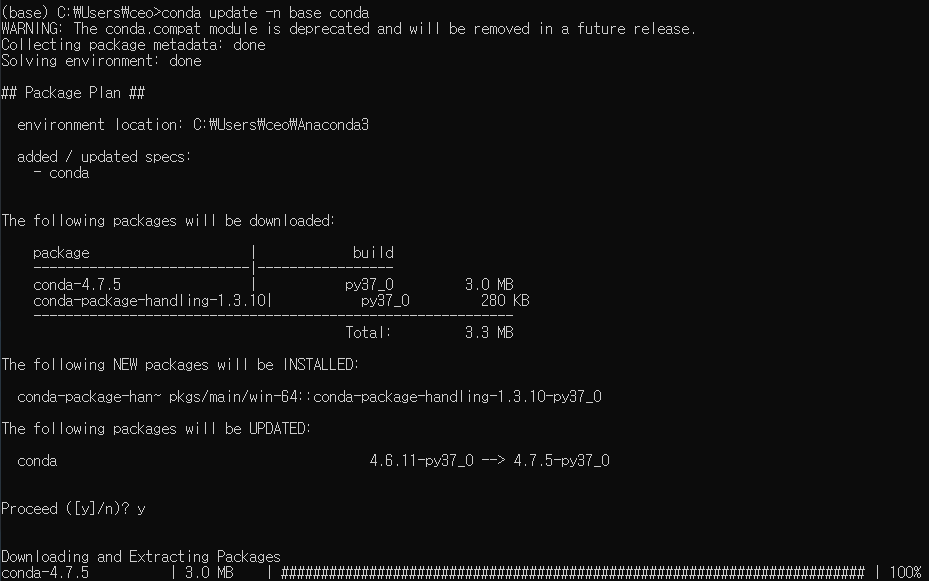 (base) C:₩Users₩ceo>conda update -n base conda
WARNING: The conda.compat module is deprecated and will be removed in a future release.
Collecting package metadata: done
Solving environment: done
## Package Plan ##
environment location: C:₩Users₩ceo₩Anaconda3
added / updated specs:
- conda
The following packages will be downloaded:
package | build
---------------------------|-----------------
conda-4.7.5 | py37_0 3.0 MB
conda-package-handling-1.3.10| py37_0 280 KB
------------------------------------------------------------
Total: 3.3 MB
The following NEW packages will be INSTALLED:
conda-package-han~ pkgs/main/win-64::conda-package-handling-1.3.10-py37_0
The following packages will be UPDATED:
conda 4.6.11-py37_0 --> 4.7.5-py37_0
Proceed ([y]/n)? y
Downloading and Extracting Packages
conda-4.7.5 | 3.0 MB | ######################################################################### | 100%